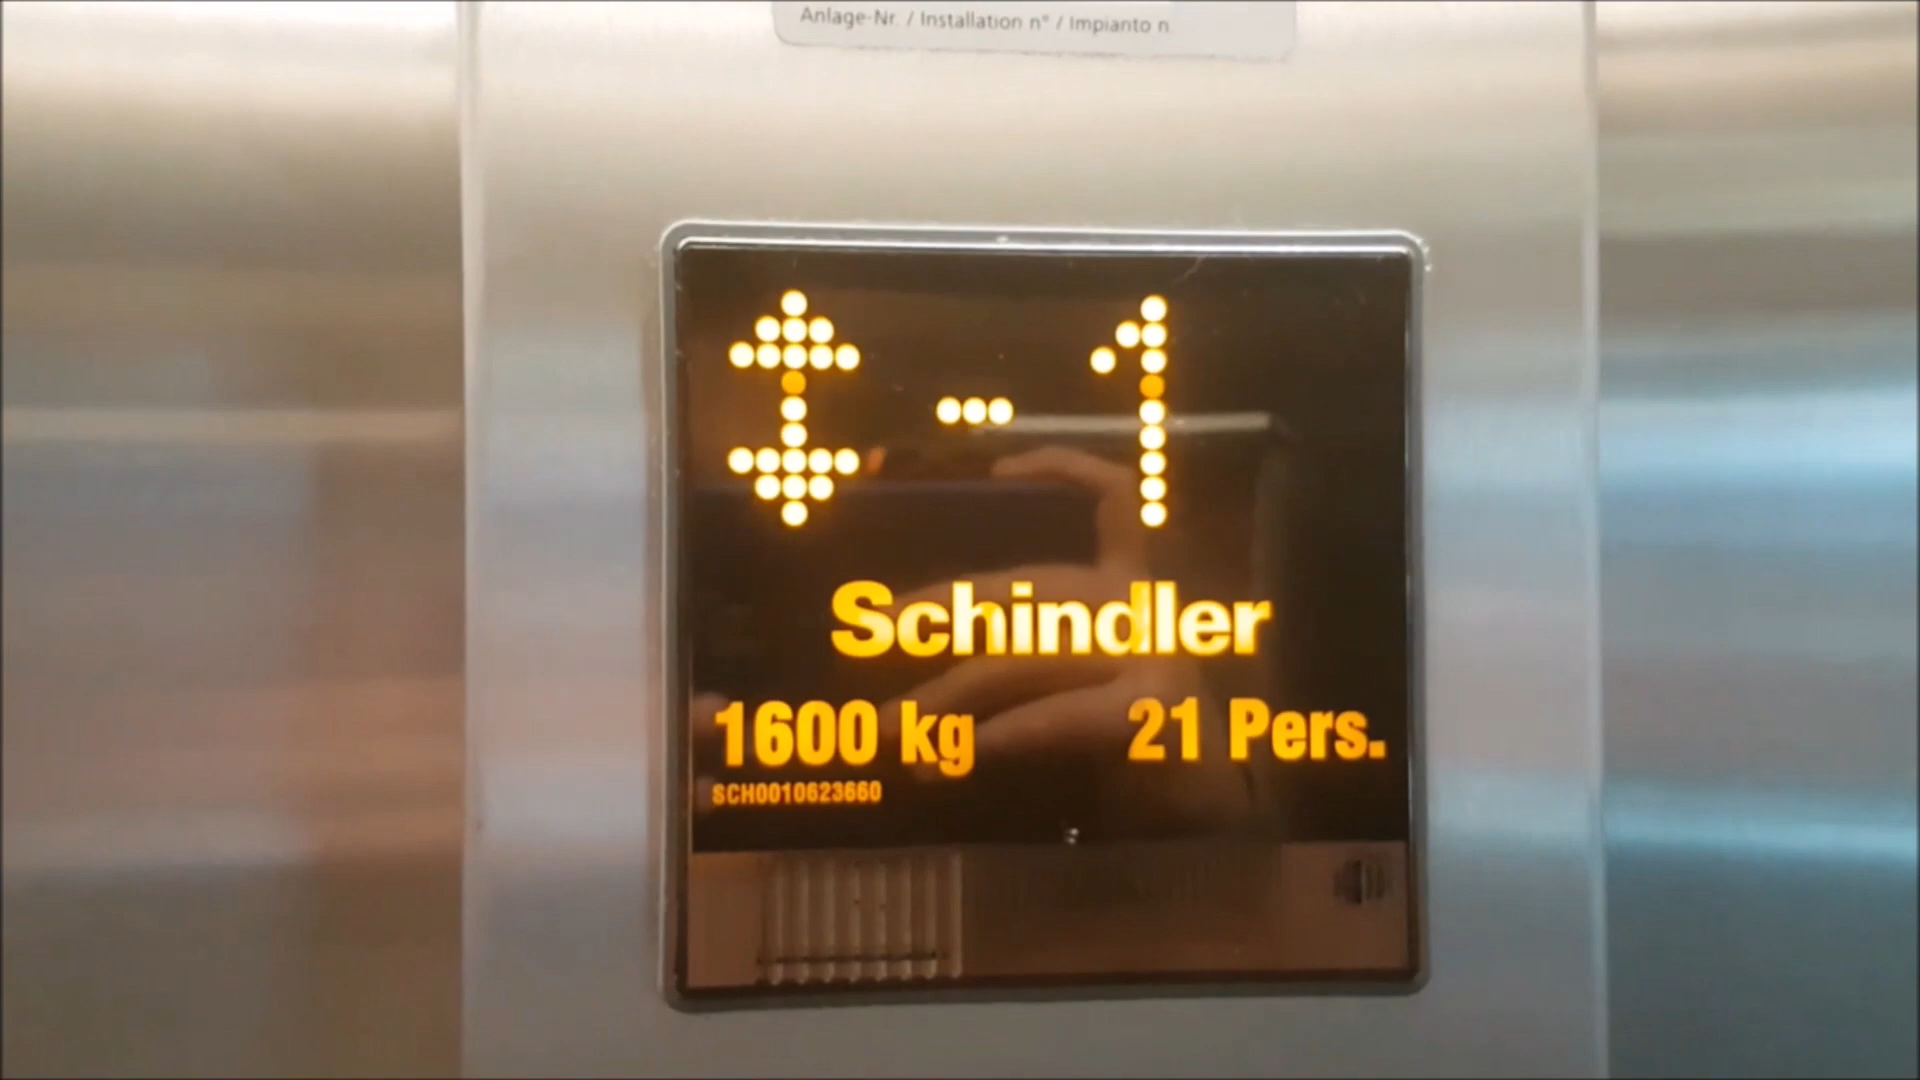 Anlage-Nr. / Installation n° / Impianto n
-1
Schindler
1600 kg 21 Pers.
SCH0010623660